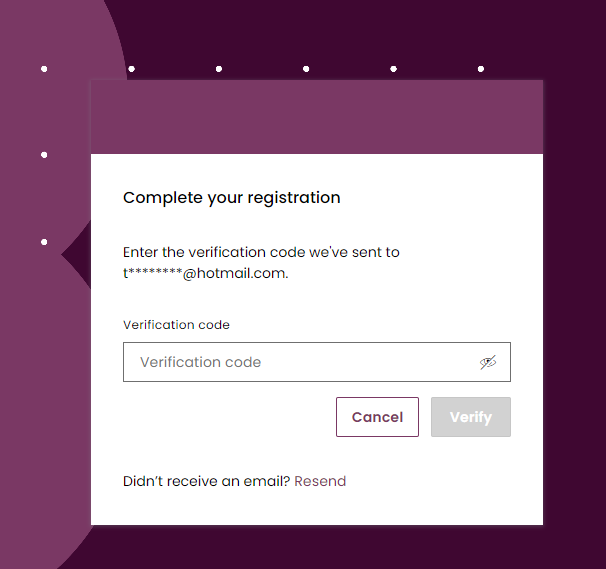 Complete your registration
Enter the verification code we've sent to
t********@hotmail.com.
Verification code
Verification code
Cancel
Verify
Didn’t receive an email? Resend